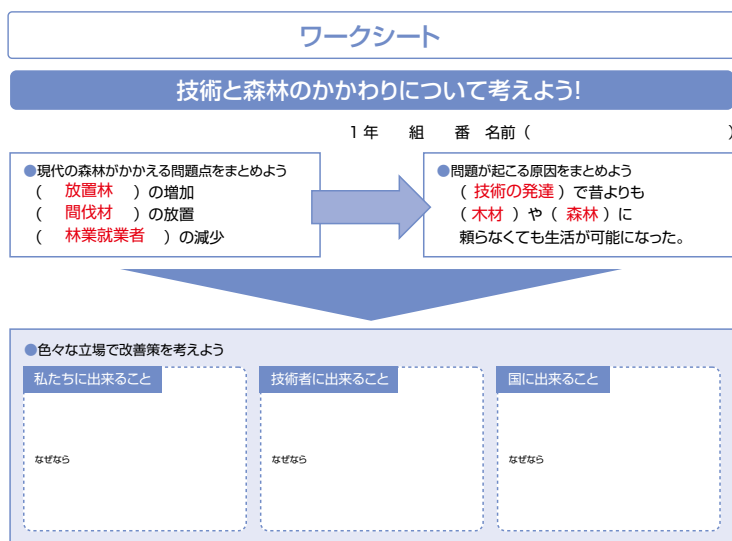 ワークシート
技術と森林のかかわりについて考えよう!
1 年　組　番　名前（　　　　　　　）
●現代の森林がかかえる問題点をまとめよう
（　放置林　）の増加
（　間伐材　）の放置
（　林業就業者　）の減少
●問題が起こる原因をまとめよう
（ 技術の発達 ）で昔よりも
（ 木材 ）や（ 森林 ）に
頼らなくても生活が可能になった。
●色々な立場で改善策を考えよう
私たちに出来ること
なぜなら
技術者に出来ること
なぜなら
国に出来ること
なぜなら